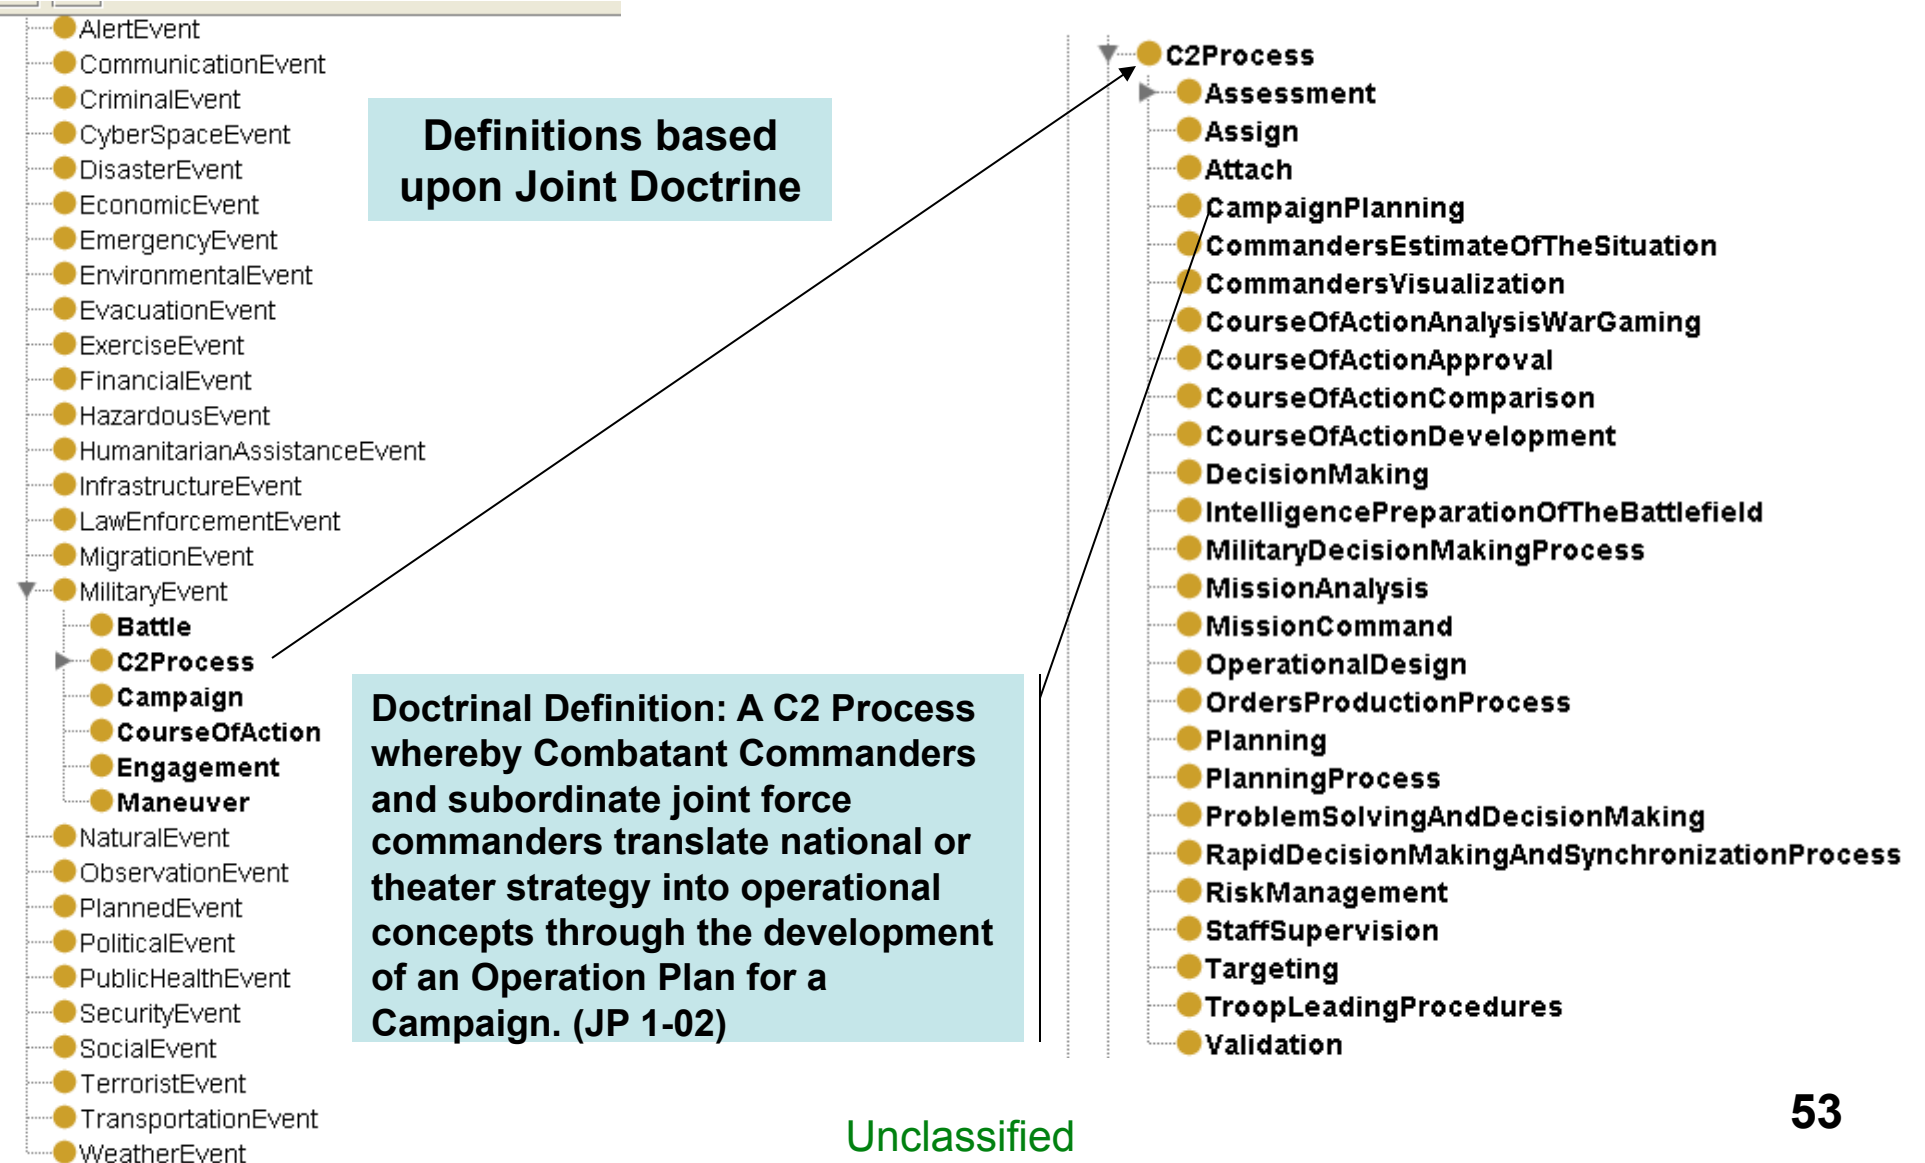 AlertEvent
CommunicationEvent
CriminalEvent
CyberSpaceEvent
DisasterEvent
EconomicEvent
EmergencyEvent
EnvironmentalEvent
EvacuationEvent
ExerciseEvent
FinancialEvent
HazardousEvent
HumanitarianAssistanceEvent
InfrastructureEvent
LawEnforcementEvent
MigrationEvent
MilitaryEvent
Battle
C2Process
Campaign
CourseOfAction
Engagement
Maneuver
NaturalEvent
ObservationEvent
PlannedEvent
PoliticalEvent
PublicHealthEvent
SecurityEvent
SocialEvent
TerroristEvent
TransportationEvent
WeatherEvent
Definitions based
upon Joint Doctrine
Doctrinal Definition: A C2 Process
whereby Combatant Commanders
and subordinate joint force
commanders translate national or
theater strategy into operational
concepts through the development
of an Operation Plan for a
Campaign. (JP 1-02)
C2Process
Assessment
Assign
Attach
CampaignPlanning
CommandersEstimateOfTheSituation
CommandersVisualization
CourseOfActionAnalysisWarGaming
CourseOfActionApproval
CourseOfActionComparison
CourseOfActionDevelopment
DecisionMaking
IntelligencePreparationOfTheBattlefield
MilitaryDecisionMakingProcess
MissionAnalysis
MissionCommand
OperationalDesign
OrdersProductionProcess
Planning
PlanningProcess
ProblemSolvingAndDecisionMaking
RapidDecisionMakingAndSynchronizationProcess
RiskManagement
StaffSupervision
Targeting
TroopLeadingProcedures
Validation
Unclassified
53